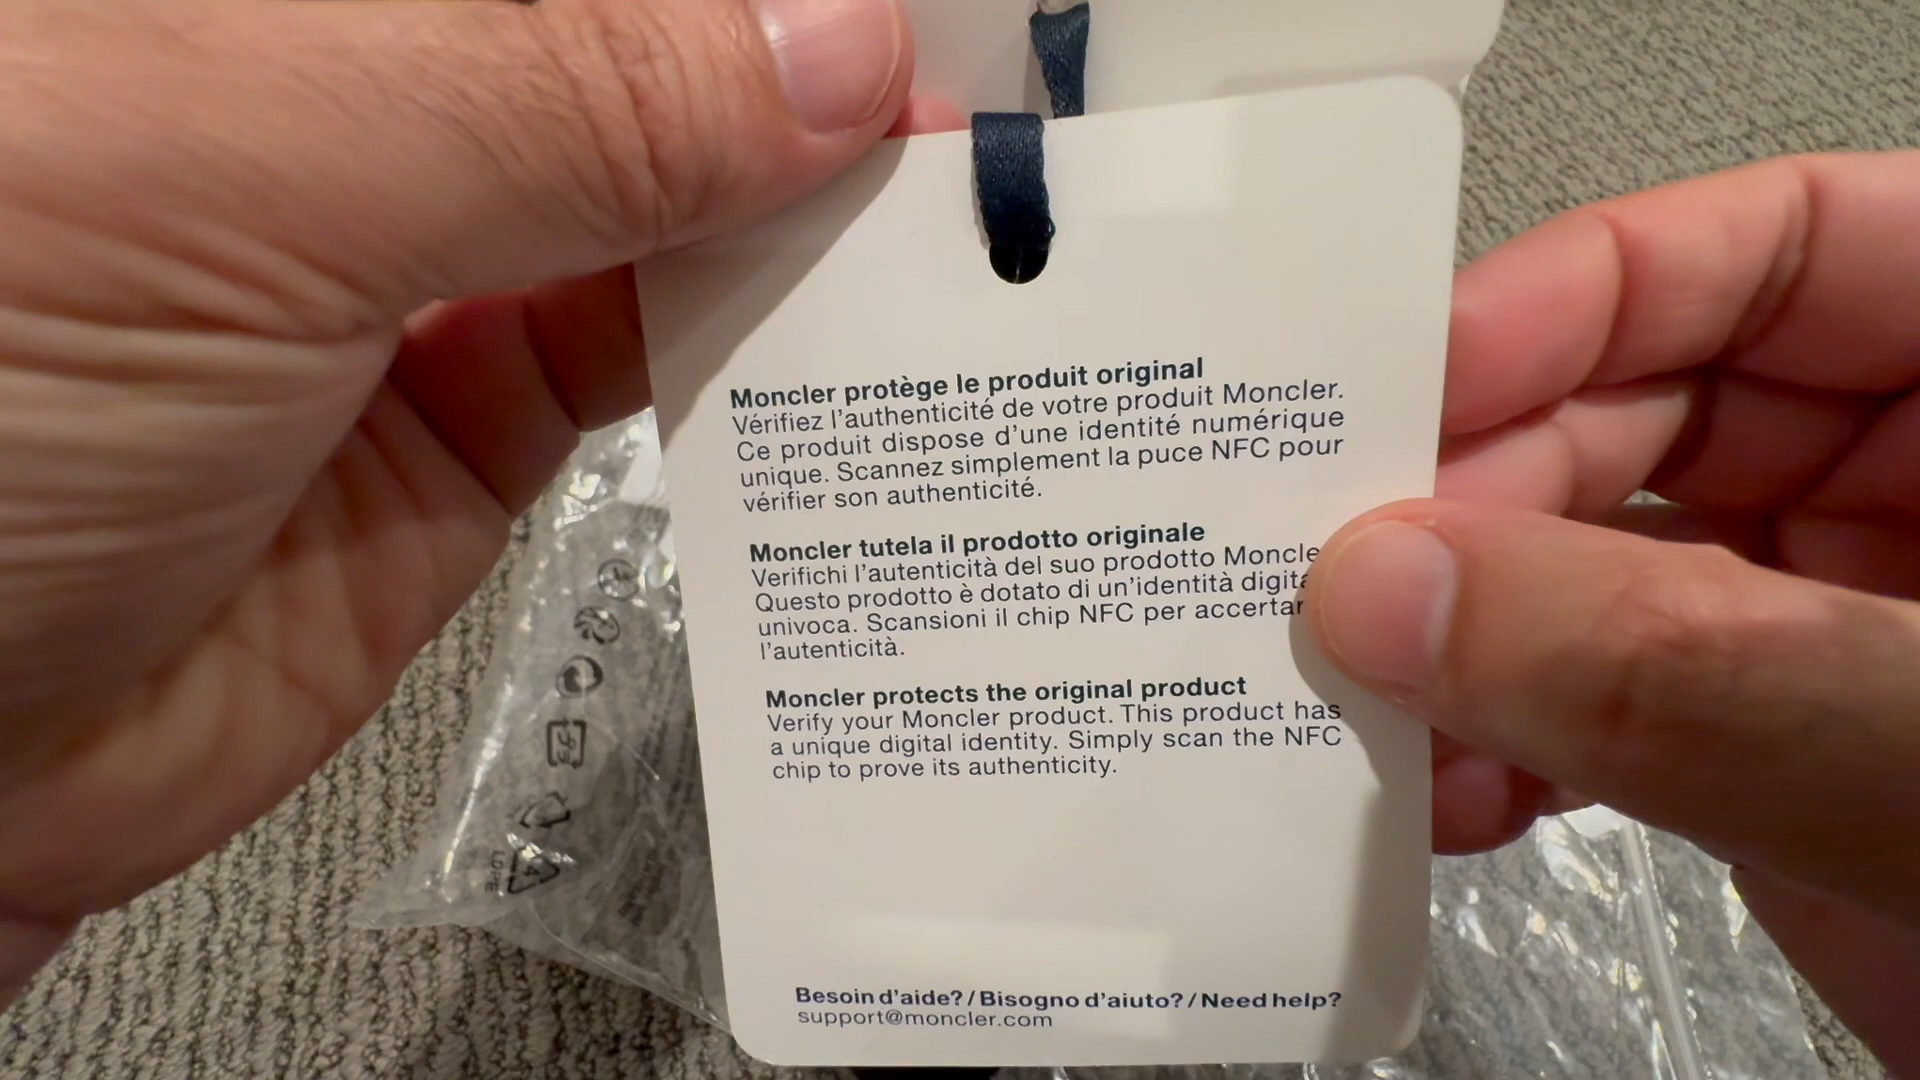 Moncler protège le produit original
Vérifiez l'authenticité de votre produit Moncler.
Ce produit dispose d'une identité numérique
unique. Scannez simplement la puce NFC pour
vérifier son authenticité.
Moncler tutela il prodotto originale
Verifichi l'autenticità del suo prodotto Moncle
Questo prodotto è dotato di un'identità digita
univoca. Scansioni il chip NFC per accertar
l'autenticità.
Moncler protects the original product
Verify your Moncler product. This product has
a unique digital identity. Simply scan the NFC
chip to prove its authenticity.
Besoin d'aide? / Bisogno d'aiuto? / Need help?
support@moncler.com
4
LDPE